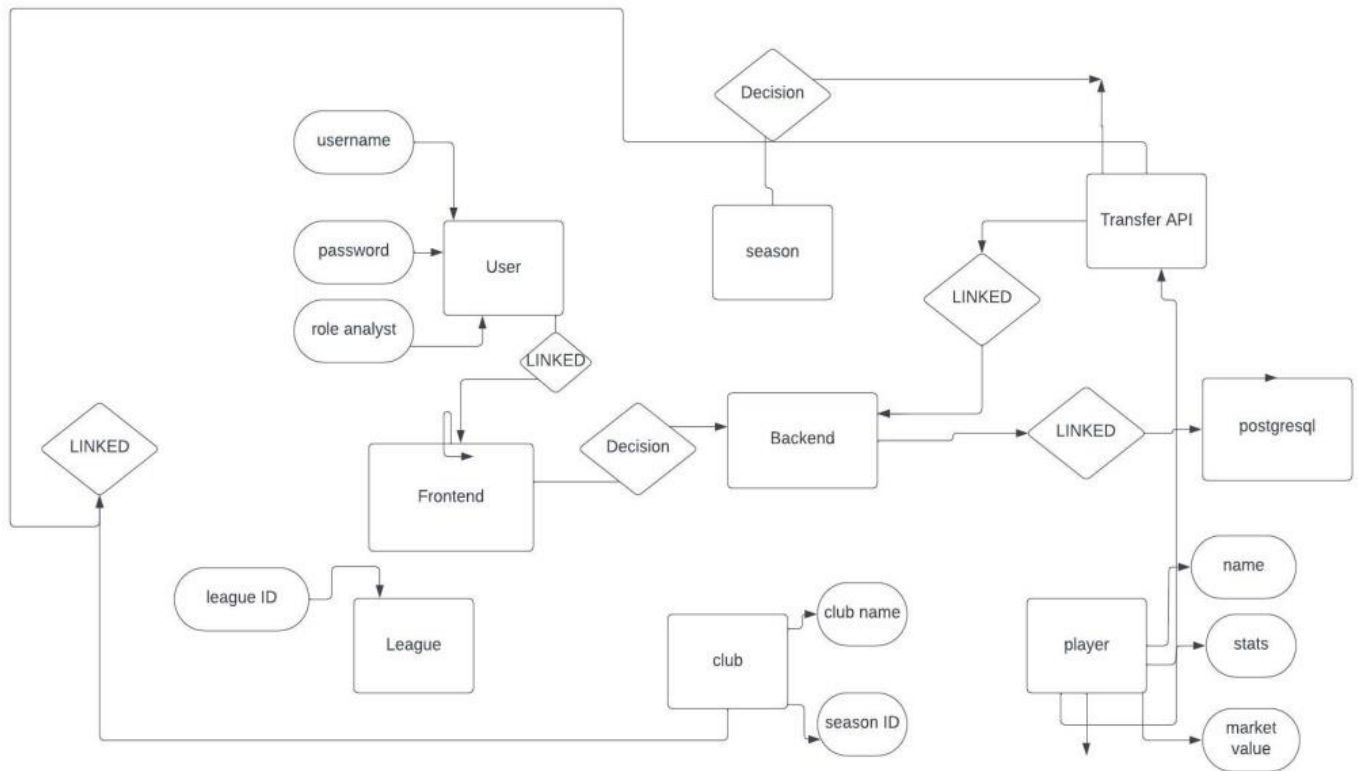 Decision
username
Transfer API
season
password
User
LINKED
role analyst
LINKED
LINKED
Decision
Backend
LINKED
postgresql
Frontend
league ID
League
club name
club
season ID
name
player
stats
market
value